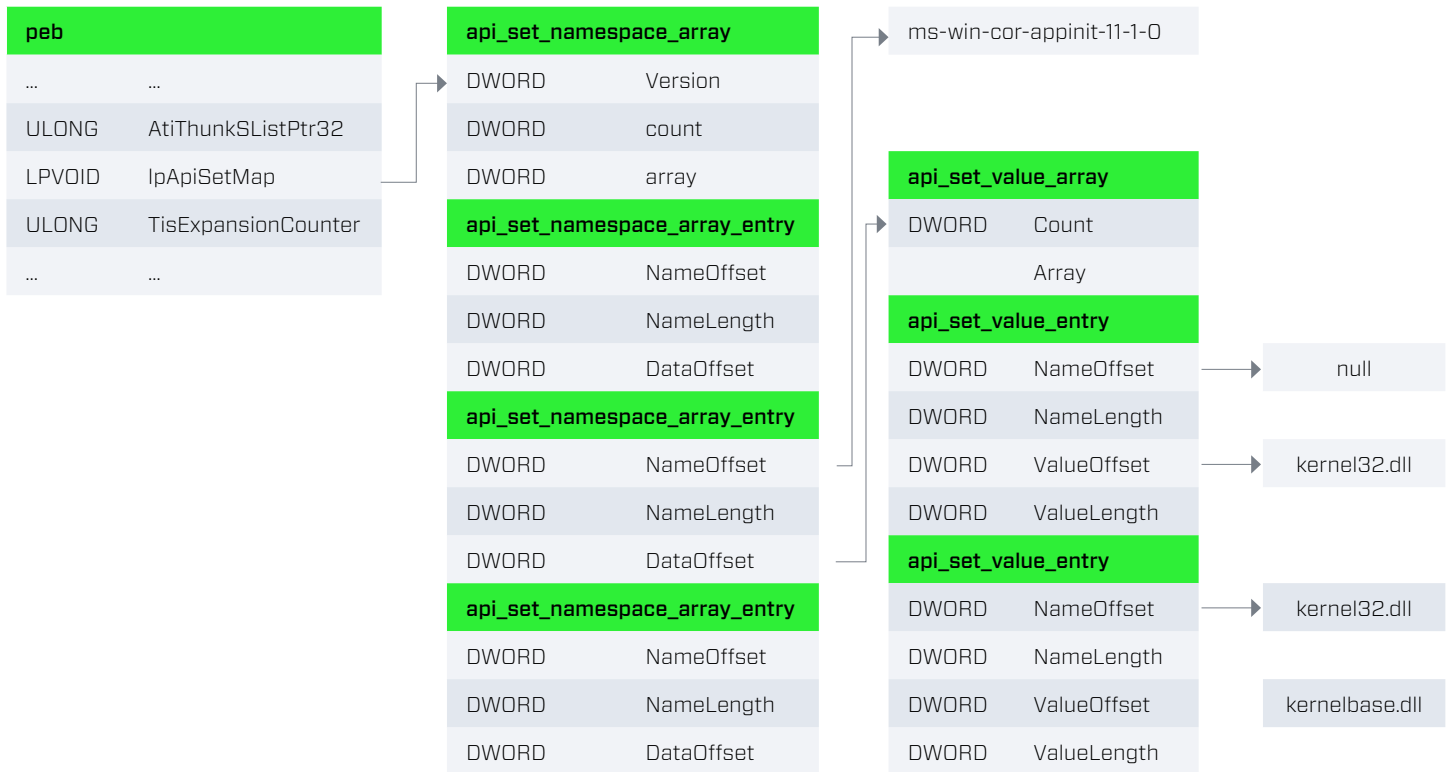 peb
... ...
ULONG AtiThunkSListPtr32
LPVOID IpApiSetMap
ULONG TisExpansionCounter
... ...
api_set_namespace_array
DWORD Version
DWORD count
DWORD array
api_set_namespace_array_entry
DWORD NameOffset
DWORD NameLength
DWORD DataOffset
api_set_namespace_array_entry
DWORD NameOffset
DWORD NameLength
DWORD DataOffset
api_set_namespace_array_entry
DWORD NameOffset
DWORD NameLength
DWORD DataOffset
ms-win-cor-appinit-11-1-0
api_set_value_array
DWORD Count
Array
api_set_value_entry
DWORD NameOffset
DWORD NameLength
DWORD ValueOffset
DWORD ValueLength
api_set_value_entry
DWORD NameOffset
DWORD NameLength
DWORD ValueOffset
DWORD ValueLength
null
kernel32.dll
kernel32.dll
kernelbase.dll